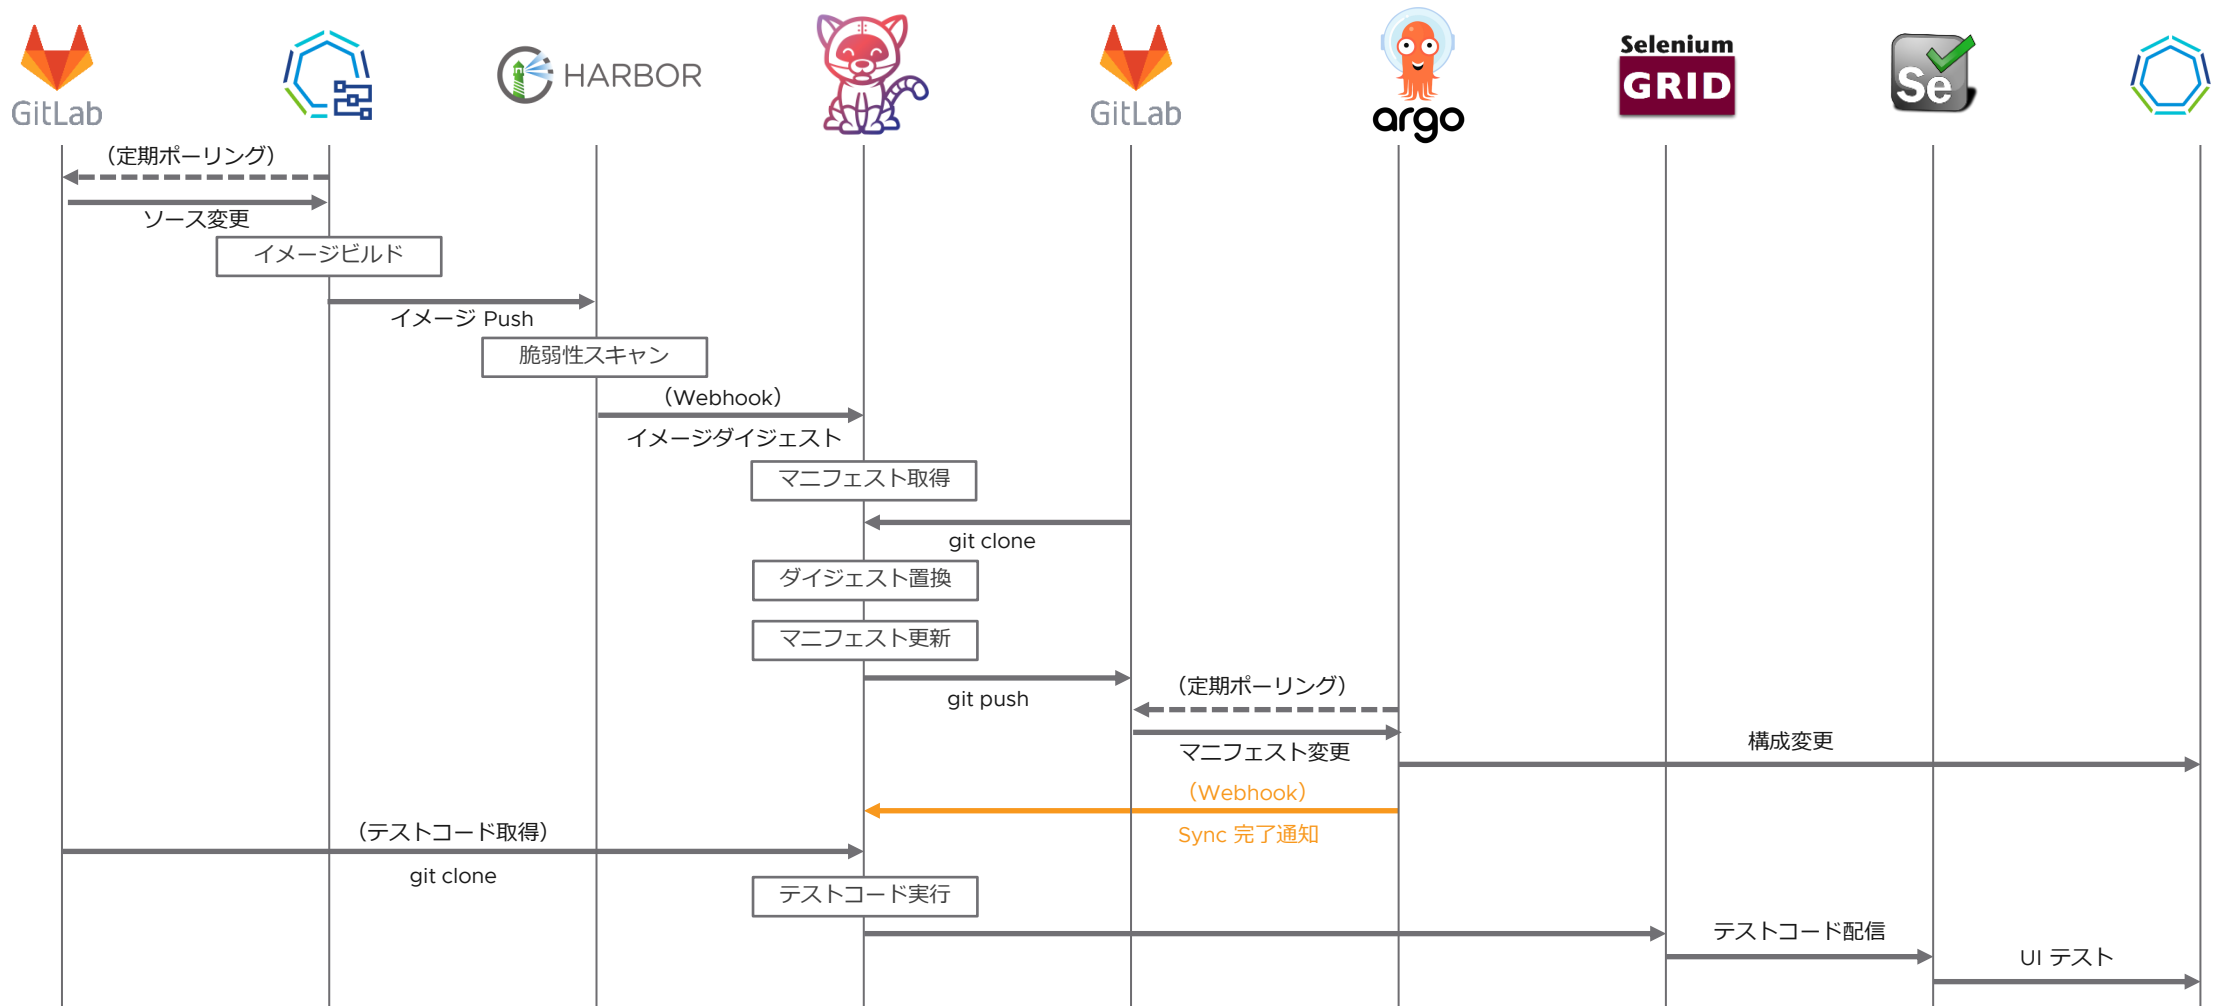 GitLab
HARBOR
GitLab
argo
Selenium
GRID
Se
（定期ポーリング）
ソース変更
イメージビルド
イメージ Push
脆弱性スキャン
（Webhook）
イメージダイジェスト
マニフェスト取得
git clone
ダイジェスト置換
マニフェスト更新
git push
（定期ポーリング）
マニフェスト変更
構成変更
（Webhook）
Sync 完了通知
（テストコード取得）
git clone
テストコード実行
テストコード配信
UI テスト